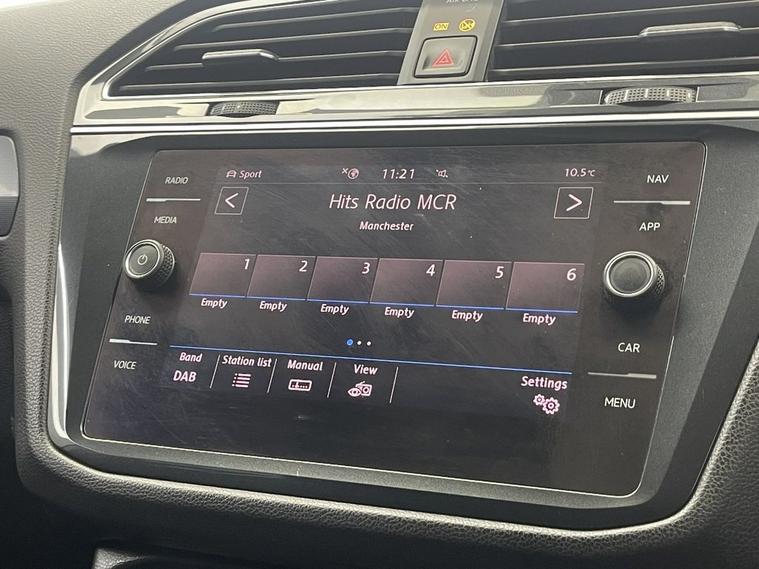 ON
RADIO
MEDIA
PHONE
VOICE
Sport
11:21
10.5°C
Hits Radio MCR
Manchester
1 2 3 4 5 6
Empty Empty Empty Empty Empty Empty
Band Station list Manual View Settings
DAB
NAV
APP
CAR
MENU